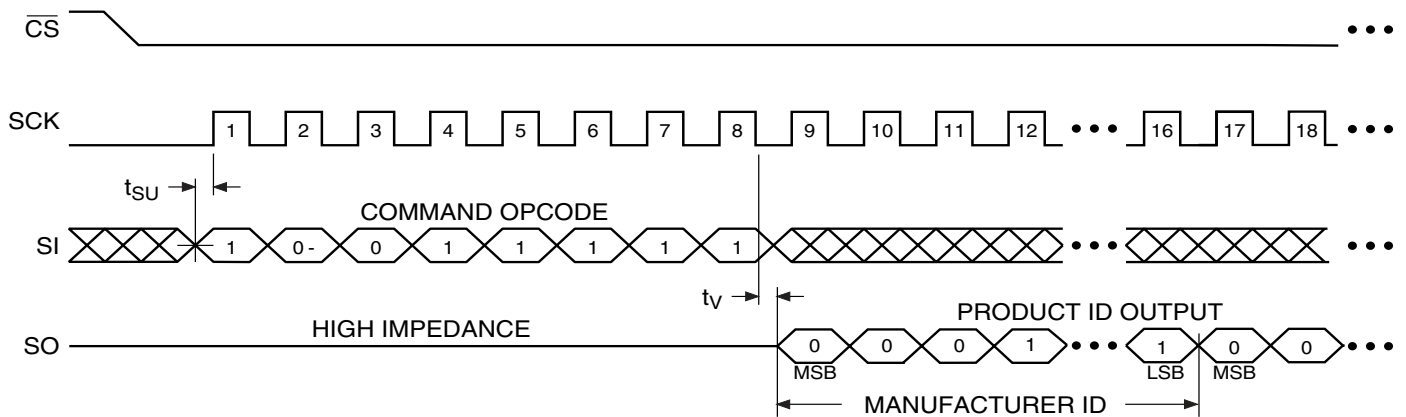 CS
SCK 1 2 3 4 5 6 7 8 9 10 11 12 16 17 18
tSU
COMMAND OPCODE
SI 1 0 - 0 1 1 1 1 1
tV
HIGH IMPEDANCE PRODUCT ID OUTPUT
SO 0 0 0 1 1 0 0
MSB LSB MSB
MANUFACTURER ID